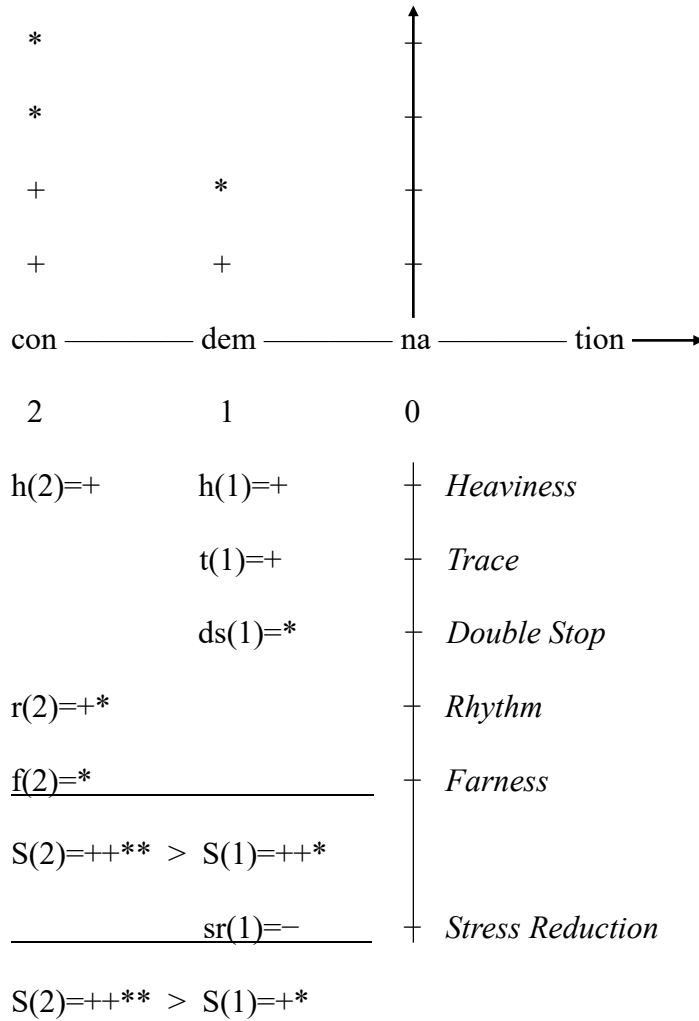 *
*
+ *
+ +
con dem na tion
2 1 0
h(2)=+ h(1)=+ Heaviness
t(1)=+ Trace
ds(1)=* Double Stop
r(2)=+* Rhythm
f(2)=* Farness
S(2)=++** > S(1)=++*
sr(1)=− Stress Reduction
S(2)=++** > S(1)=+*